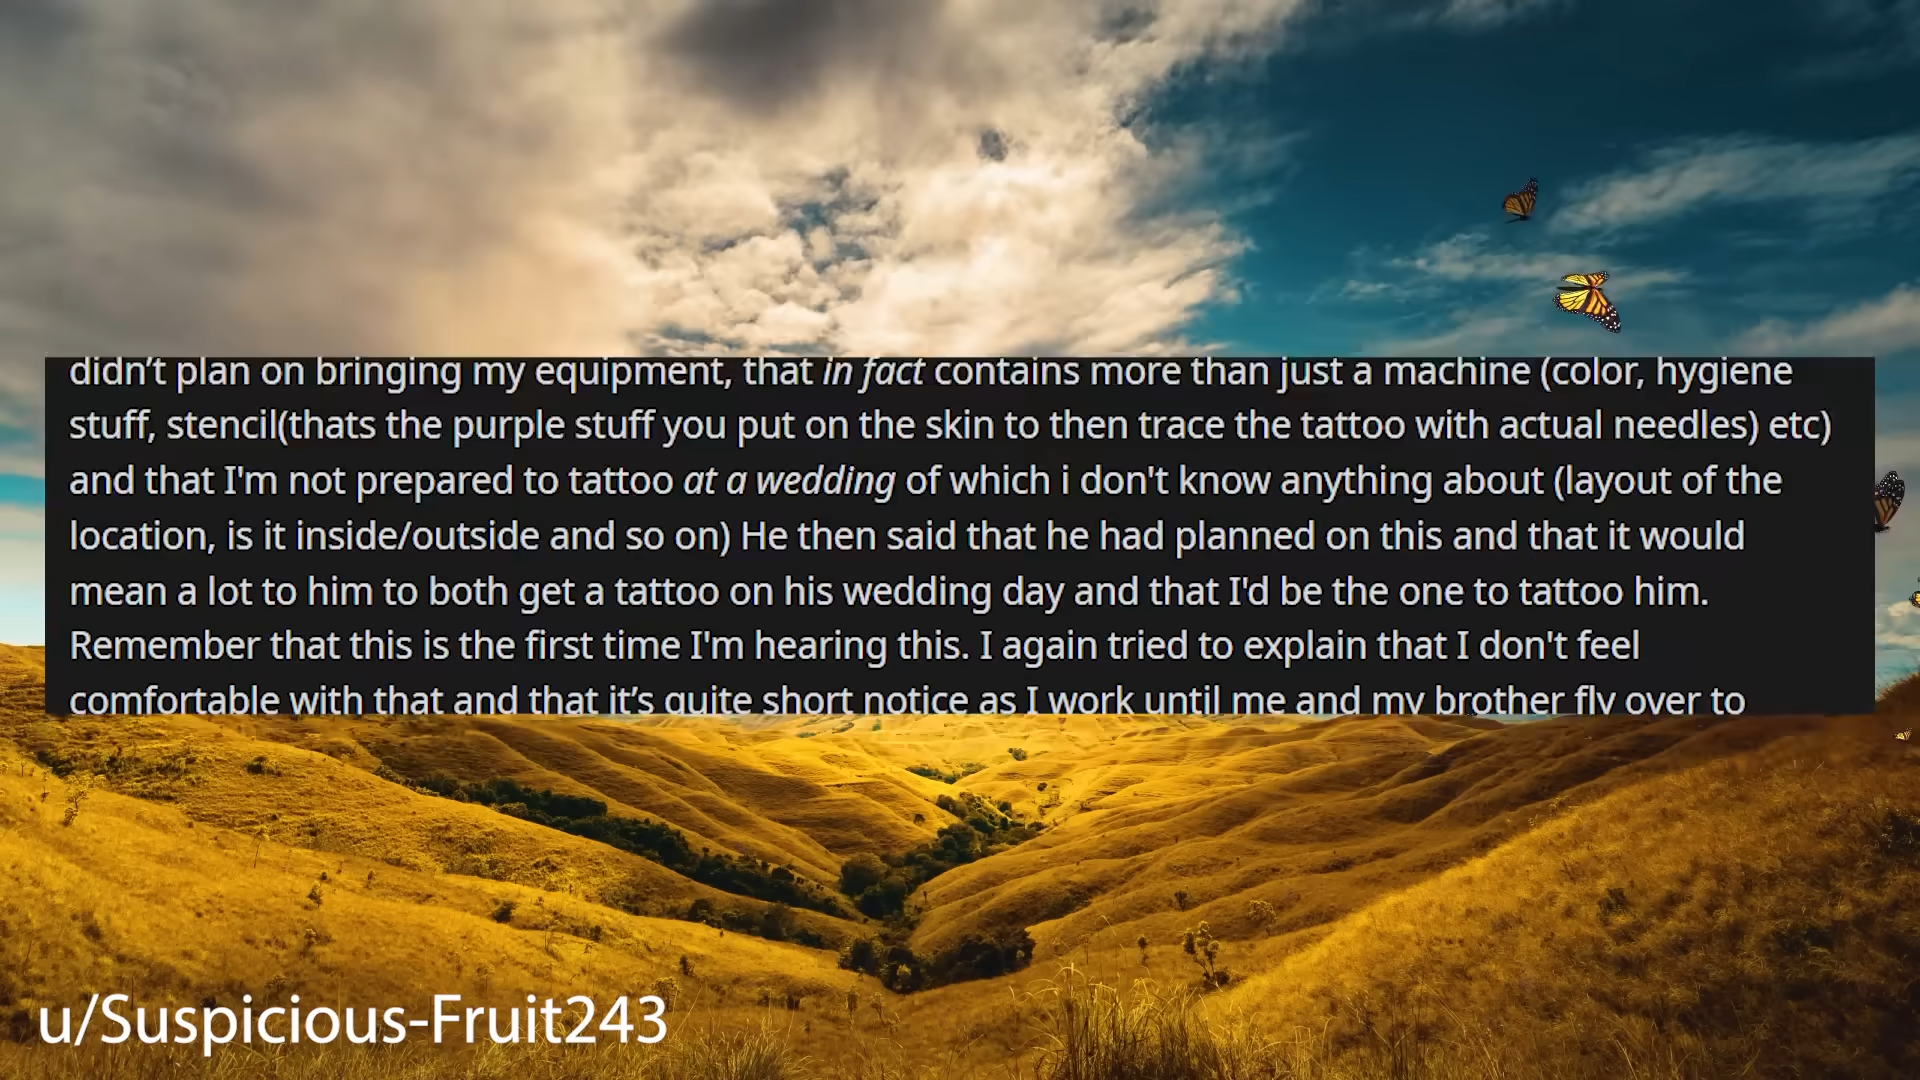 didn’t plan on bringing my equipment, that in fact contains more than just a machine (color, hygiene
stuff, stencil(thats the purple stuff you put on the skin to then trace the tattoo with actual needles) etc)
and that I'm not prepared to tattoo at a wedding of which i don't know anything about (layout of the
location, is it inside/outside and so on) He then said that he had planned on this and that it would
mean a lot to him to both get a tattoo on his wedding day and that I'd be the one to tattoo him.
Remember that this is the first time I'm hearing this. I again tried to explain that I don't feel
comfortable with that and that it’s quite short notice as I work until me and my brother fly over to
u/Suspicious-Fruit243